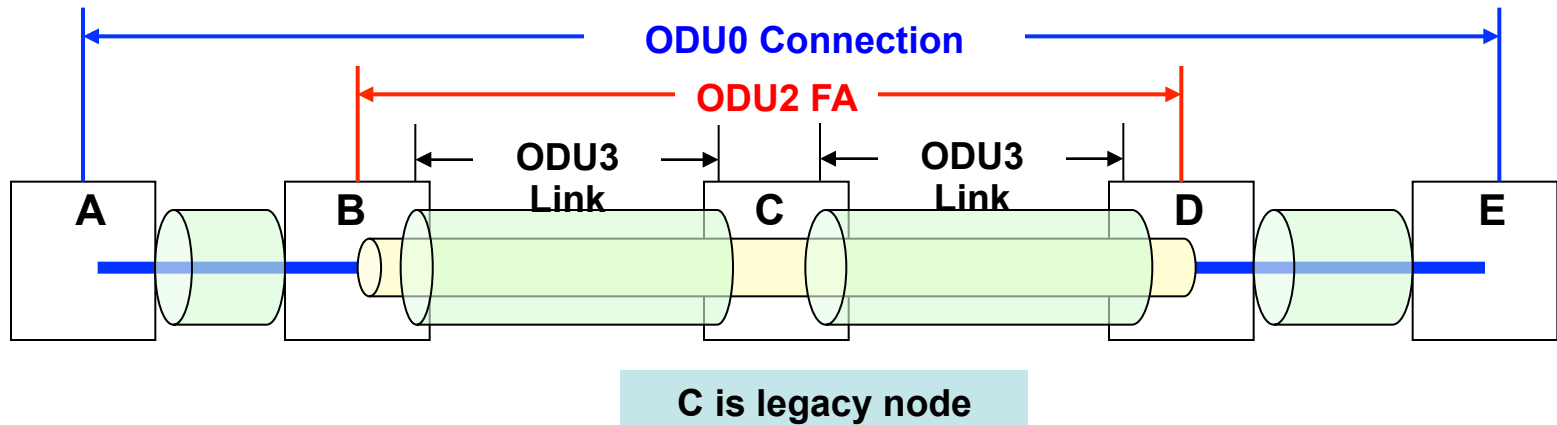 ODU0 Connection
ODU2 FA
ODU3
Link
ODU3
Link
A
B
C
D
E
C is legacy node